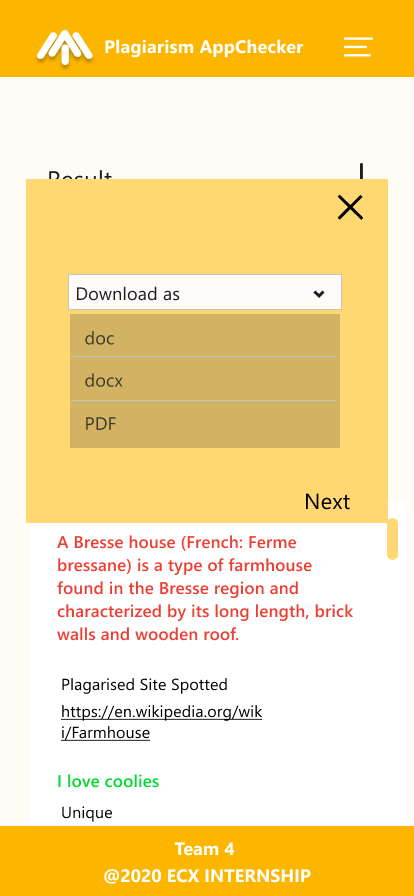 Plagiarism AppChecker
Result
Download as
doc
docx
PDF
Next
A Bresse house (French: Ferme
bressane) is a type of farmhouse
found in the Bresse region and
characterized by its long length, brick
walls and wooden roof.
Plagarised Site Spotted
https://en.wikipedia.org/wik
i/Farmhouse
I love coolies
Unique
Team 4
@2020 ECX INTERNSHIP